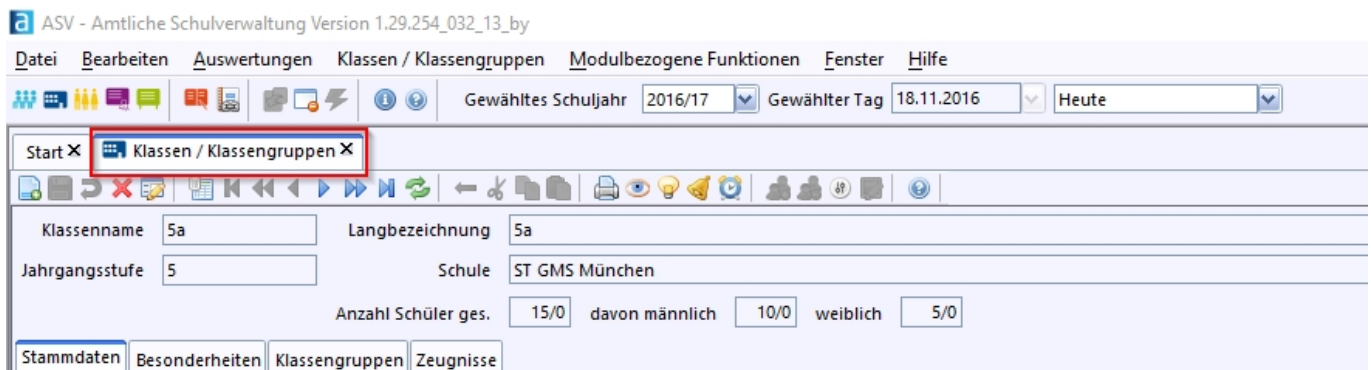 ASV - Amtliche Schulverwaltung Version 1.29.254_032_13_by
Datei Bearbeiten Auswertungen Klassen / Klassengruppen Modulbezogene Funktionen Fenster Hilfe
Gewähltes Schuljahr 2016/17 Gewählter Tag 18.11.2016 Heute
Start Klassen / Klassengruppen
Klassenname 5a Langbezeichnung 5a
Jahrgangsstufe 5 Schule ST GMS München
Anzahl Schüler ges. 15/0 davon männlich 10/0 weiblich 5/0
Stammdaten Besonderheiten Klassengruppen Zeugnisse